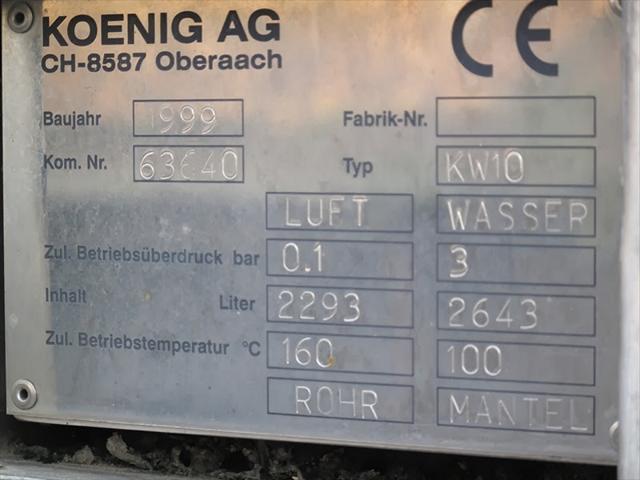 KOENIG AG CE
CH-8587 Oberaach
Baujahr 1999 Fabrik-Nr.
Kom. Nr. 63640 Typ KW10
LUFT WASSER
Zul. Betriebsüberdruck bar 0.1 3
Inhalt Liter 2293 2643
Zul. Betriebstemperatur °C 160 100
ROHR MANTEL